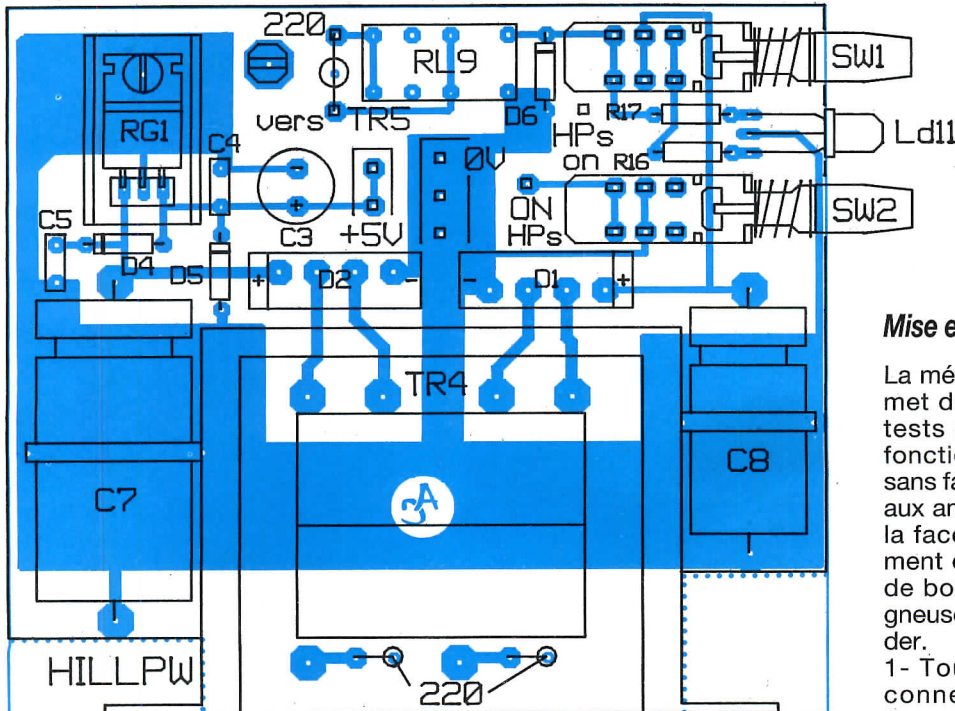 220
RL9
SW1
RG1
vers TR5
D6
HPs
R17
Ld11
C4
0V
on R16
C5
ON
SW2
C3
+5V
HPs
D4
D5
+ D2 -
- D1 +
TR4
C7
C8
3A
HILLPW
220
Mise e
La mé
met d
tests
fonctio
sans fa
aux an
la face
ment e
de bo
gneuse
der.
1- Tou
conne